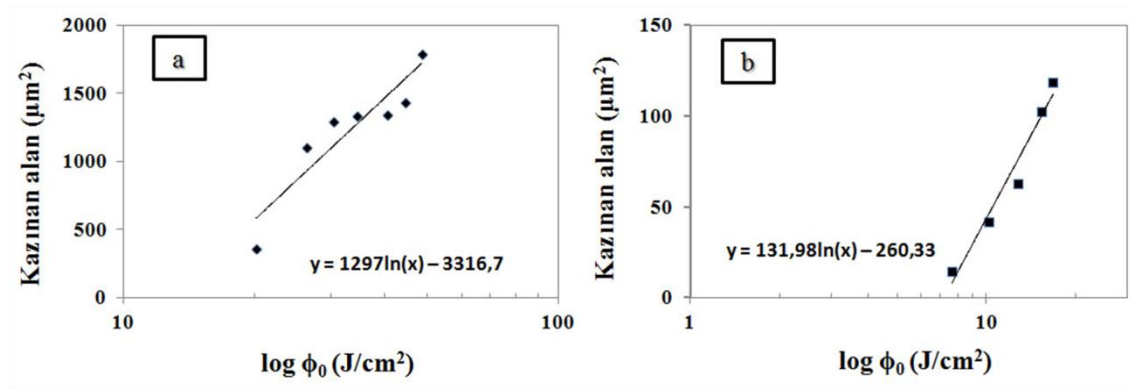 a
Kazınan alan (µm²)
2000
1500
1000
500
0
y = 1297ln(x) – 3316,7
10
100
log ϕ₀ (J/cm²)
b
Kazınan alan (µm²)
150
100
50
0
y = 131,98ln(x) – 260,33
1
10
log ϕ₀ (J/cm²)